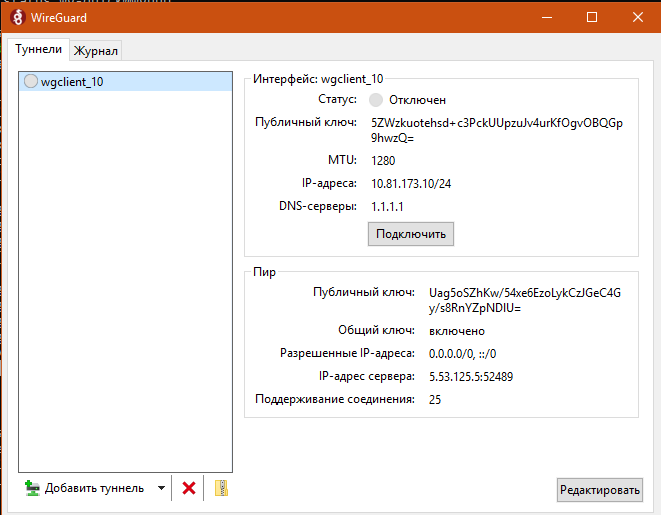 WireGuard
Туннели
Журнал
wgclient_10
Интерфейс: wgclient_10
Статус: Отключен
Публичный ключ: 5ZWzkuotehsd+c3PckUUpzuJv4urKfOgvOBQGp
9hwzQ=
MTU: 1280
IP-адреса: 10.81.173.10/24
DNS-серверы: 1.1.1.1
Подключить
Пир
Публичный ключ: Uag5oSZhKw/54xe6EzoLykCzJGeC4G
y/s8RnYZpNDIU=
Общий ключ: включено
Разрешенные IP-адреса: 0.0.0.0/0, ::/0
IP-адрес сервера: 5.53.125.5:52489
Поддерживание соединения: 25
Добавить туннель
Редактировать